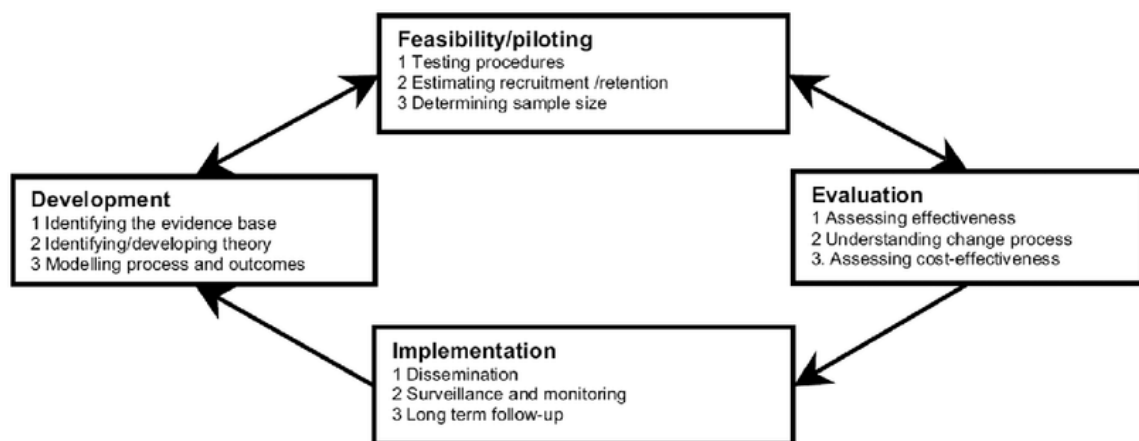 Feasibility/piloting
1 Testing procedures
2 Estimating recruitment /retention
3 Determining sample size
Development
1 Identifying the evidence base
2 Identifying/developing theory
3 Modelling process and outcomes
Evaluation
1 Assessing effectiveness
2 Understanding change process
3. Assessing cost-effectiveness
Implementation
1 Dissemination
2 Surveillance and monitoring
3 Long term follow-up